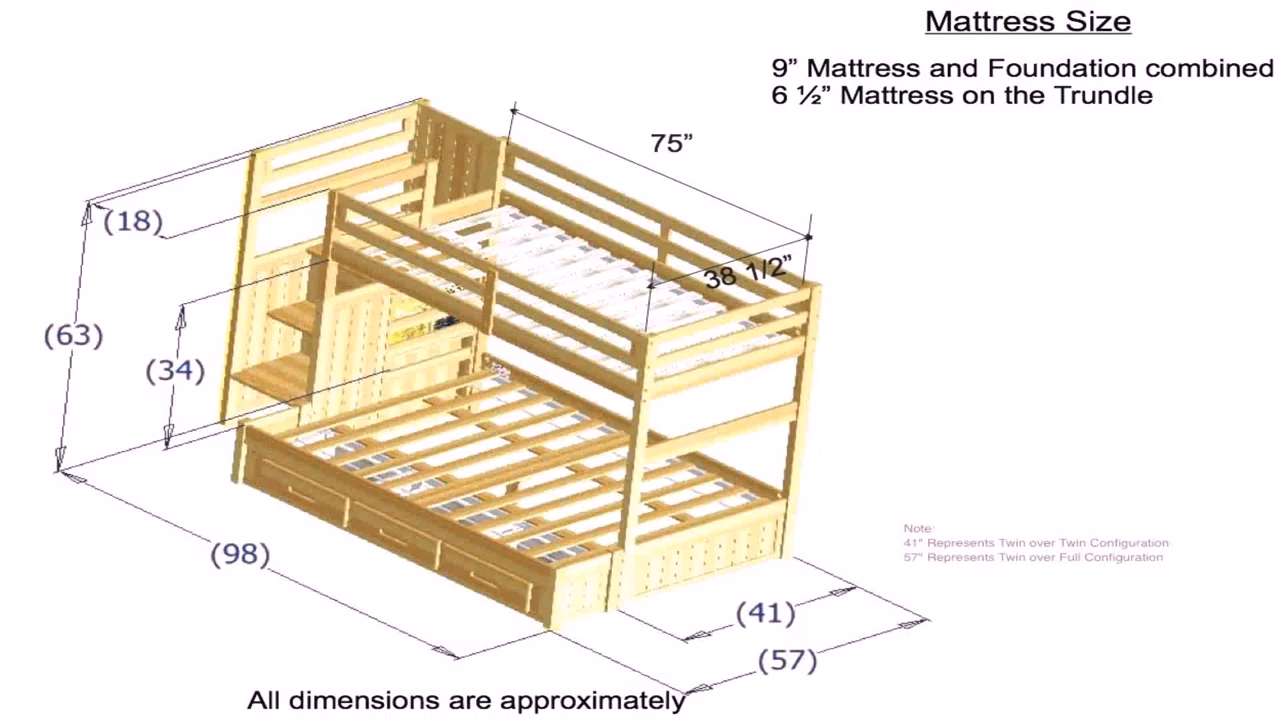 Mattress Size
9” Mattress and Foundation combined
6 ½” Mattress on the Trundle
75”
(18)
38 1/2”
(63)
(34)
Note:
41" Represents Twin over Twin Configuration
57" Represents Twin over Full Configuration
(98)
(41)
(57)
All dimensions are approximately